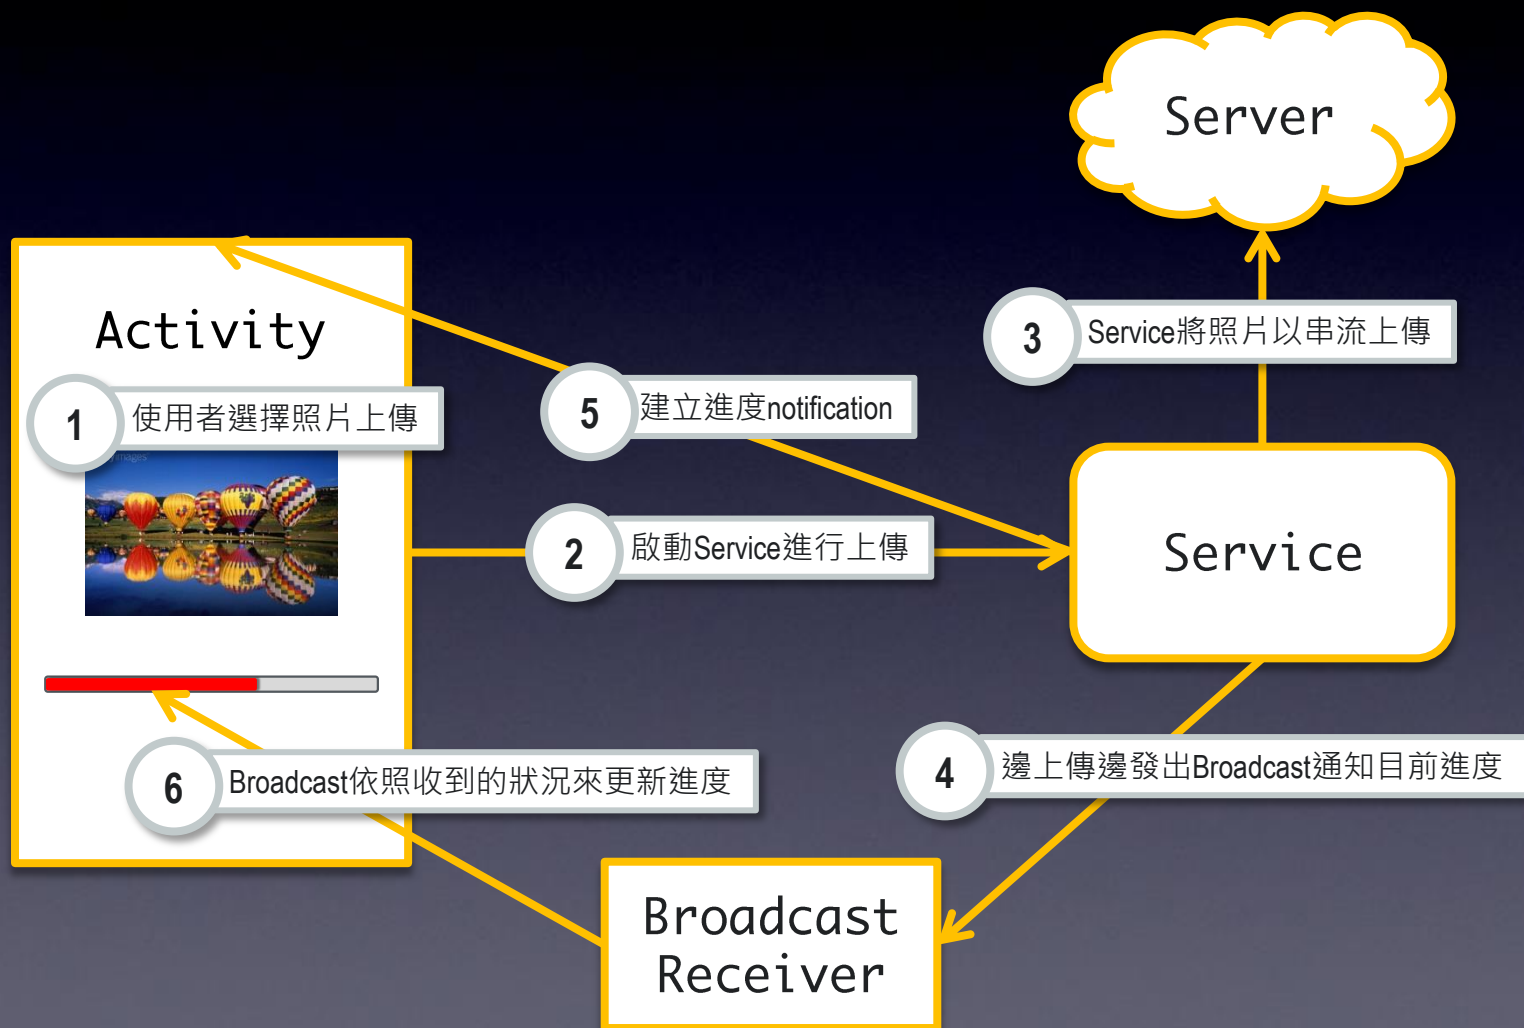 Server
Activity
3
Service將照片以串流上傳
1
使用者選擇照片上傳
5
建立進度notification
2
啟動Service進行上傳
Service
6
Broadcast依照收到的狀況來更新進度
4
邊上傳邊發出Broadcast通知目前進度
Broadcast
Receiver